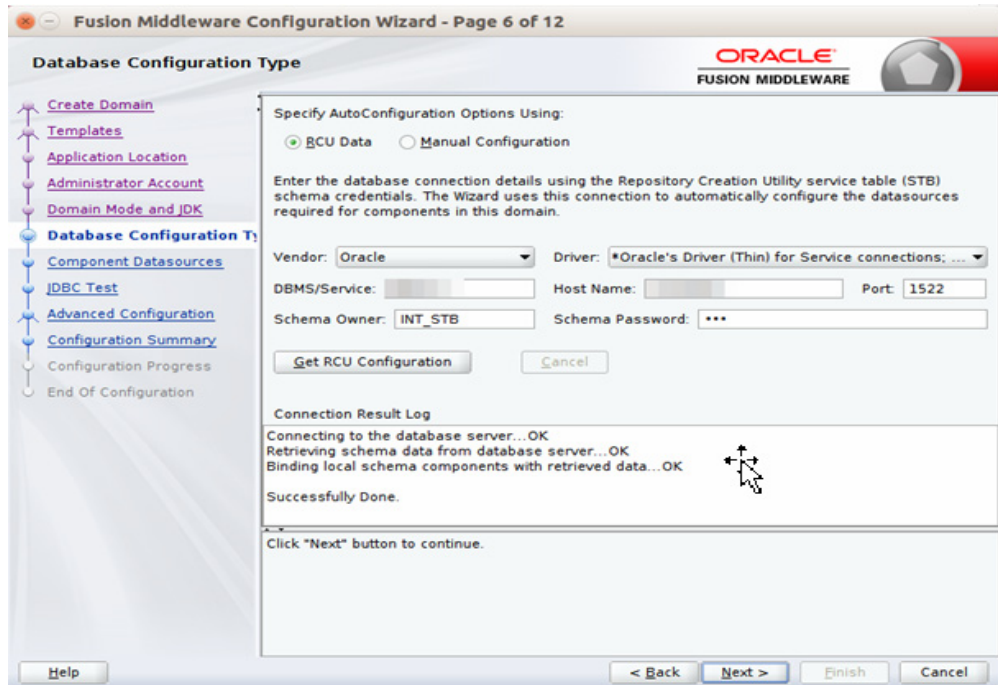 Fusion Middleware Configuration Wizard - Page 6 of 12
Database Configuration Type
ORACLE
FUSION MIDDLEWARE
Create Domain
Templates
Application Location
Administrator Account
Domain Mode and JDK
Database Configuration Ty
Component Datasources
JDBC Test
Advanced Configuration
Configuration Summary
Configuration Progress
End Of Configuration
Specify AutoConfiguration Options Using:
RCU Data Manual Configuration
Enter the database connection details using the Repository Creation Utility service table (STB)
schema credentials. The Wizard uses this connection to automatically configure the datasources
required for components in this domain.
Vendor: Oracle Driver: *Oracle's Driver (Thin) for Service connections; ...
DBMS/Service: Host Name: Port: 1522
Schema Owner: INT_STB Schema Password: •••
Get RCU Configuration Cancel
Connection Result Log
Connecting to the database server...OK
Retrieving schema data from database server...OK
Binding local schema components with retrieved data...OK
Successfully Done.
Click "Next" button to continue.
Help < Back Next > Finish Cancel